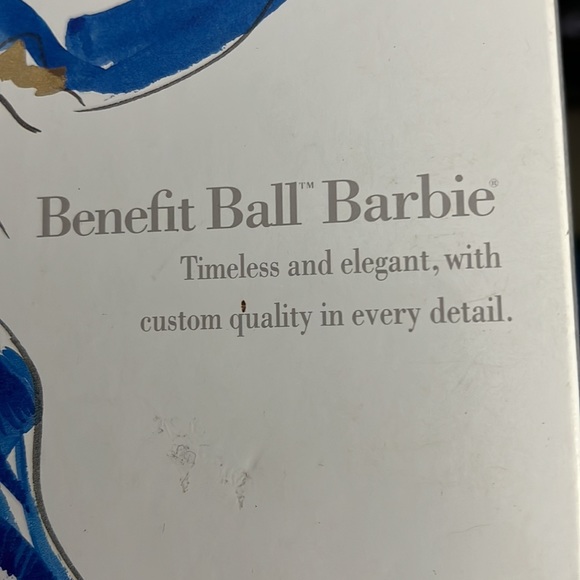 Benefit Ball™ Barbie®
Timeless and elegant, with
custom quality in every detail.